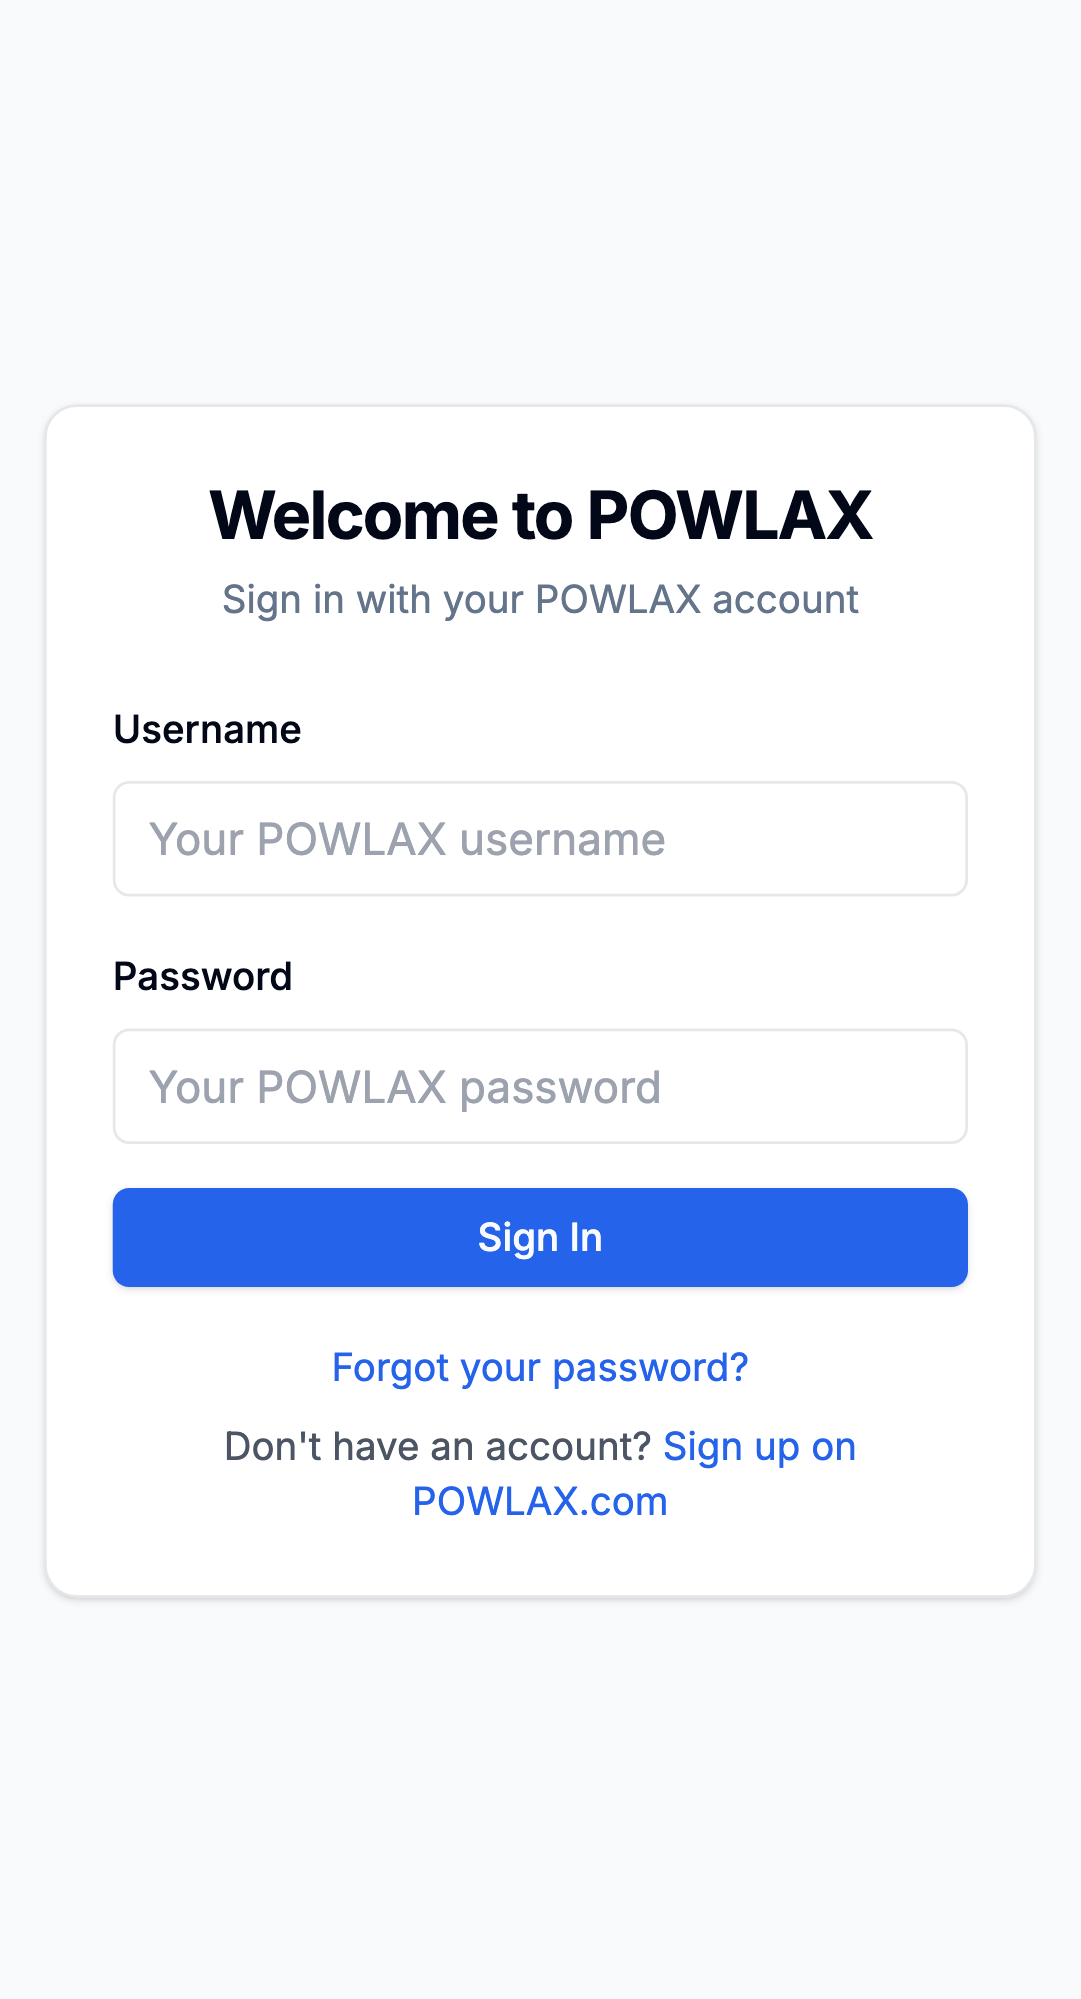 Welcome to POWLAX
Sign in with your POWLAX account
Username
Your POWLAX username
Password
Your POWLAX password
Sign In
Forgot your password?
Don't have an account? Sign up on
POWLAX.com